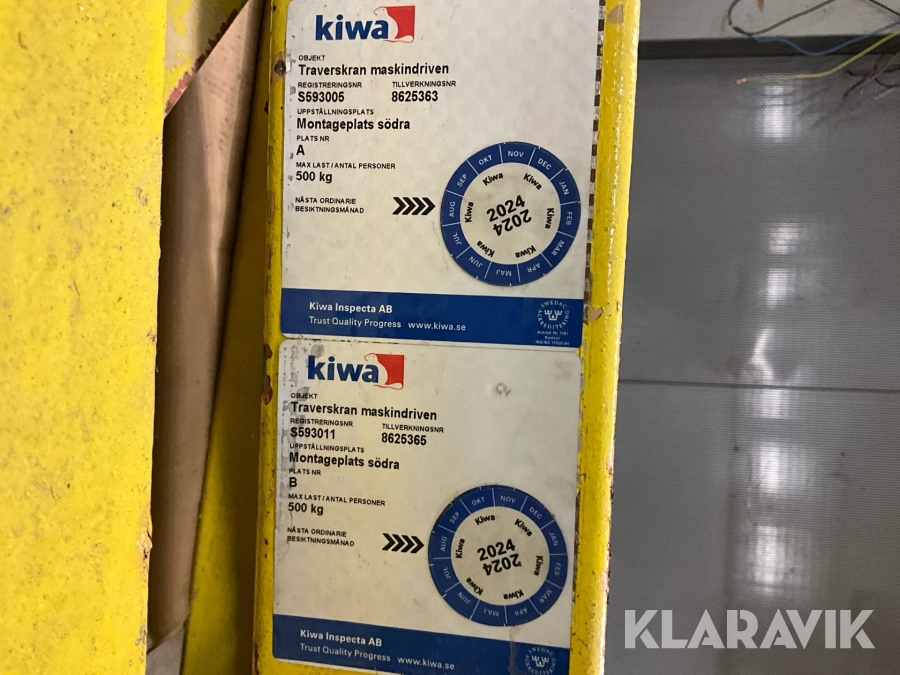 kiwa
OBJEKT
Traverskran maskindriven
REGISTRERINGSNR TILLVERKNINGSNR
S593005 8625363
UPPSTÄLLNINGSPLATS
Montageplats södra
PLATS NR
A
MAX LAST / ANTAL PERSONER
500 kg
NÄSTA ORDINARIE
BESIKTNINGSMÅNAD
JAN FEB MAR APR MAJ JUN JUL AUG SEP OKT NOV DEC
Kiwa Kiwa Kiwa Kiwa Kiwa Kiwa
2024
2024
Kiwa Inspecta AB
Trust Quality Progress www.kiwa.se
SWEDAC
ACKREDITERING
kiwa
OBJEKT
Traverskran maskindriven
REGISTRERINGSNR TILLVERKNINGSNR
S593011 8625365
UPPSTÄLLNINGSPLATS
Montageplats södra
PLATS NR
B
MAX LAST / ANTAL PERSONER
500 kg
NÄSTA ORDINARIE
BESIKTNINGSMÅNAD
JAN FEB MAR APR MAJ JUN JUL AUG SEP OKT NOV DEC
Kiwa Kiwa Kiwa Kiwa Kiwa Kiwa
2024
2024
Kiwa Inspecta AB
Trust Quality Progress www.kiwa.se
SWEDAC
KLARAVIK